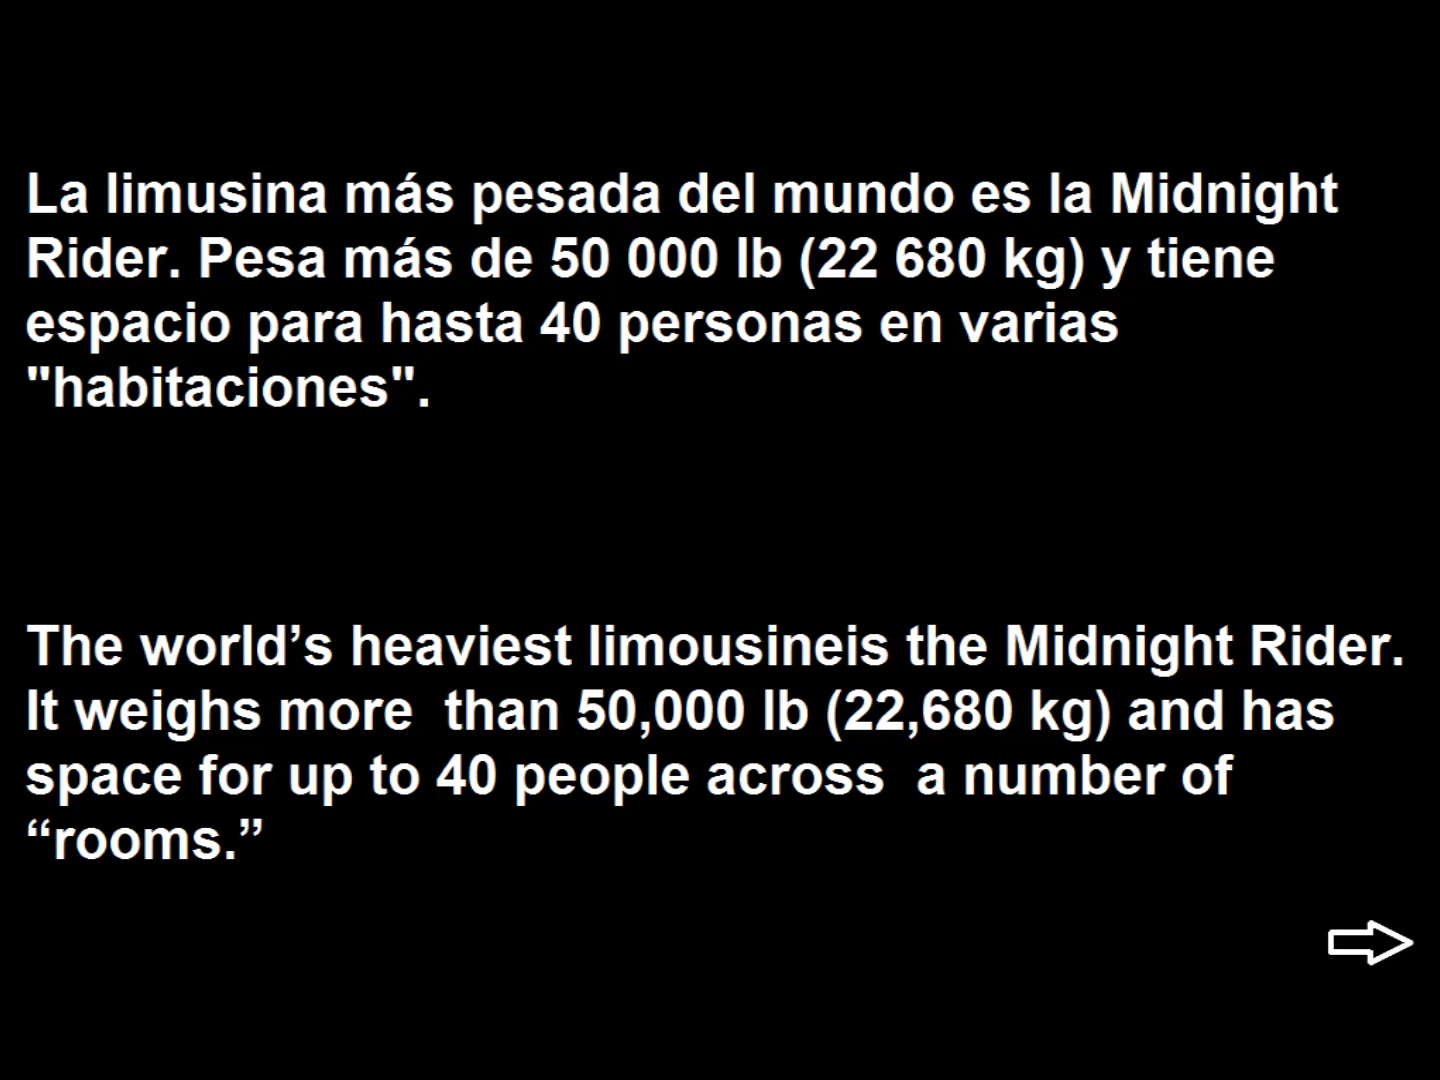 La limusina más pesada del mundo es la Midnight
Rider. Pesa más de 50 000 lb (22 680 kg) y tiene
espacio para hasta 40 personas en varias
"habitaciones".
The world’s heaviest limousineis the Midnight Rider.
It weighs more  than 50,000 lb (22,680 kg) and has
space for up to 40 people across  a number of
“rooms.”